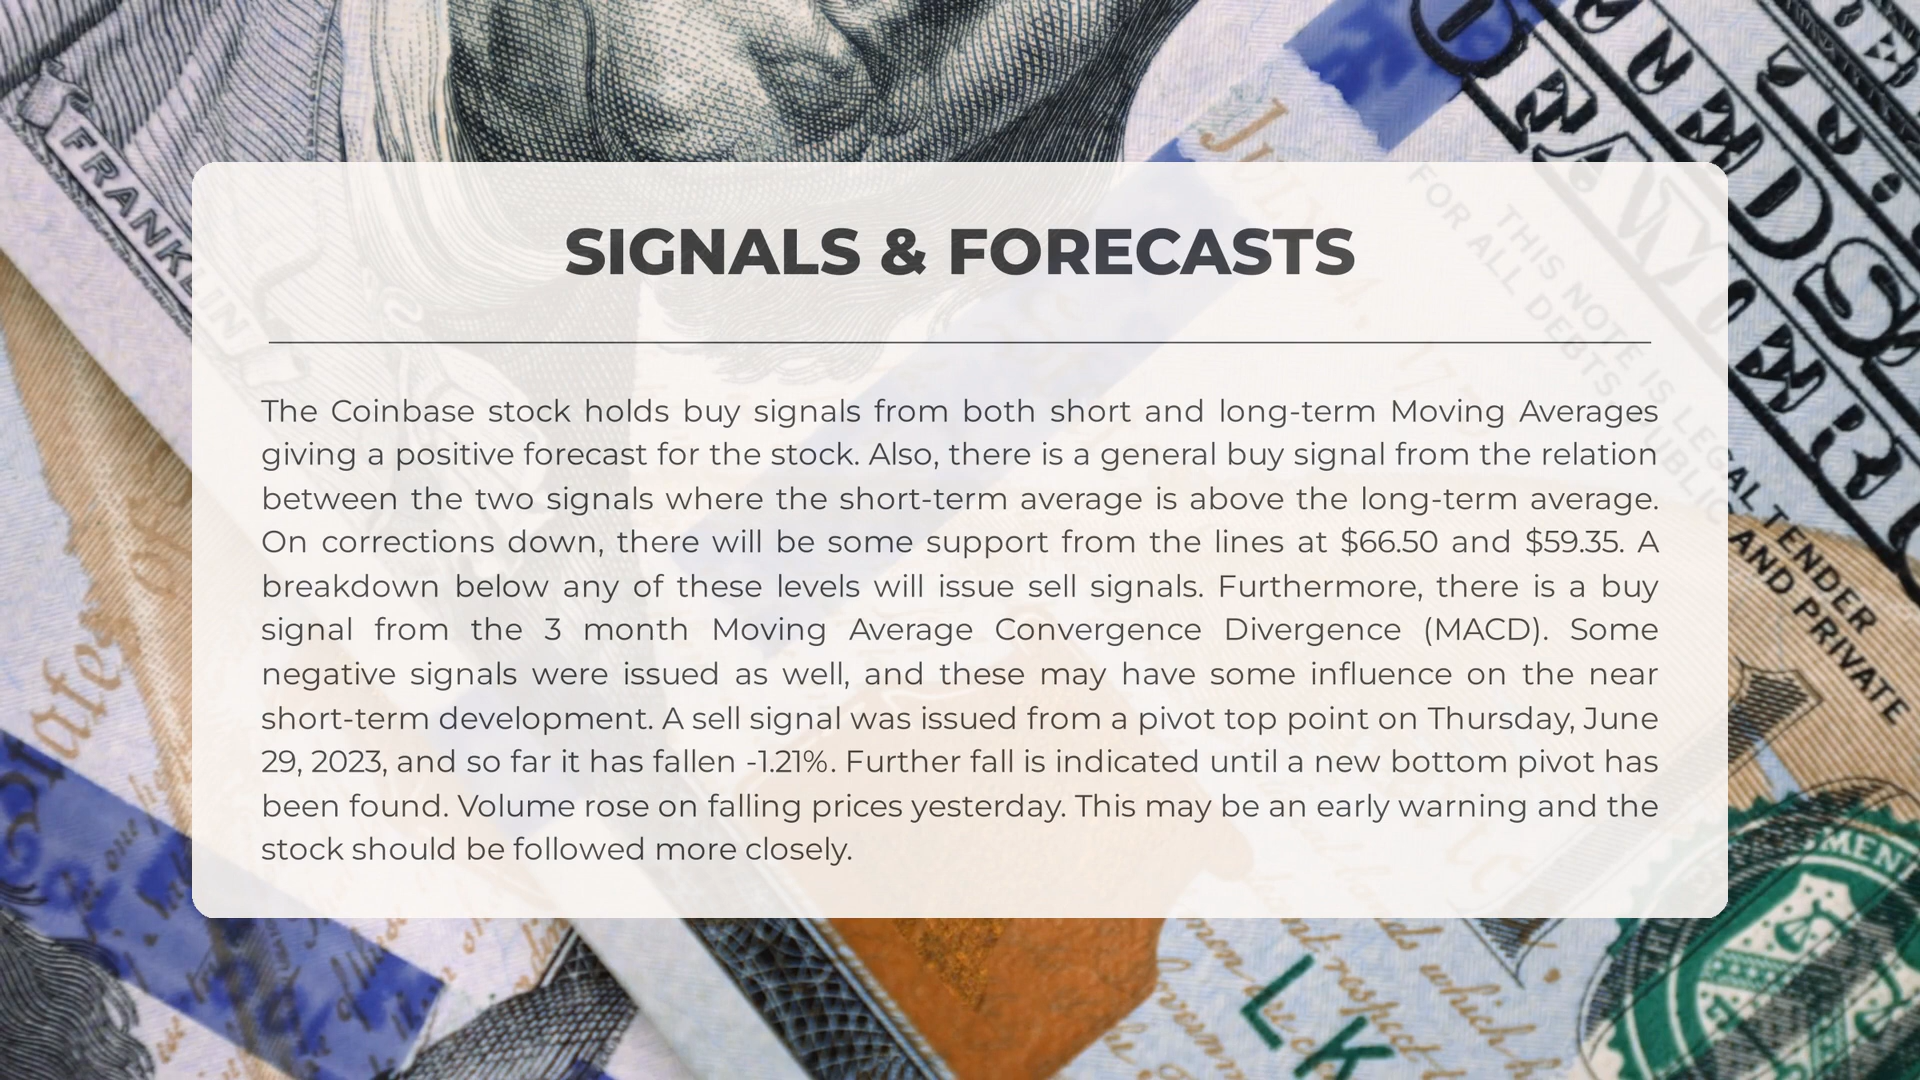 FRANKLIN
JULY 4, 177
THIS NOTE IS LEGAL TENDER
FOR ALL DEBTS, PUBLIC AND PRIVATE
SIGNALS & FORECASTS
The Coinbase stock holds buy signals from both short and long-term Moving Averages
giving a positive forecast for the stock. Also, there is a general buy signal from the relation
between the two signals where the short-term average is above the long-term average.
On corrections down, there will be some support from the lines at $66.50 and $59.35. A
breakdown below any of these levels will issue sell signals. Furthermore, there is a buy
signal from the 3 month Moving Average Convergence Divergence (MACD). Some
negative signals were issued as well, and these may have some influence on the near
short-term development. A sell signal was issued from a pivot top point on Thursday, June
29, 2023, and so far it has fallen -1.21%. Further fall is indicated until a new bottom pivot has
been found. Volume rose on falling prices yesterday. This may be an early warning and the
stock should be followed more closely.
L K